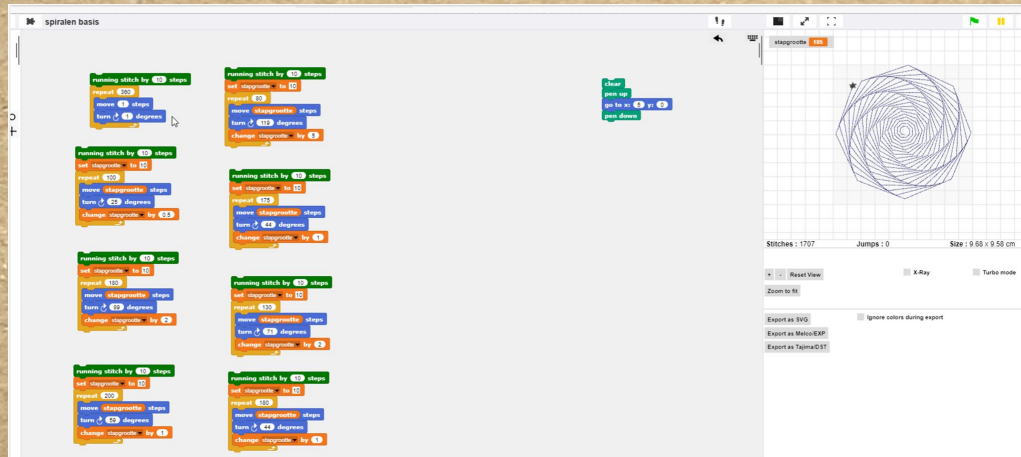 spiralen basis
stapgrootte 185
running stitch by 10 steps
repeat 360
move 1 steps
turn 1 degrees
running stitch by 10 steps
set stapgrootte to 10
repeat 100
move stapgrootte steps
turn 25 degrees
change stapgrootte by 0.5
running stitch by 10 steps
set stapgrootte to 10
repeat 180
move stapgrootte steps
turn 89 degrees
change stapgrootte by 2
running stitch by 10 steps
set stapgrootte to 10
repeat 200
move stapgrootte steps
turn 59 degrees
change stapgrootte by 1
running stitch by 10 steps
set stapgrootte to 10
repeat 80
move stapgrootte steps
turn 119 degrees
change stapgrootte by 5
running stitch by 10 steps
set stapgrootte to 10
repeat 175
move stapgrootte steps
turn 44 degrees
change stapgrootte by 1
running stitch by 10 steps
set stapgrootte to 10
repeat 130
move stapgrootte steps
turn 71 degrees
change stapgrootte by 2
running stitch by 10 steps
set stapgrootte to 10
repeat 180
move stapgrootte steps
turn 44 degrees
change stapgrootte by 1
clear
pen up
go to x: y:
pen down
Stitches : 1707 Jumps : 0 Size : 9.68 x 9.58 cm
+ - Reset View X-Ray Turbo mode
Zoom to fit
Export as SVG Ignore colors during export
Export as Melco/EXP
Export as Tajima/DST